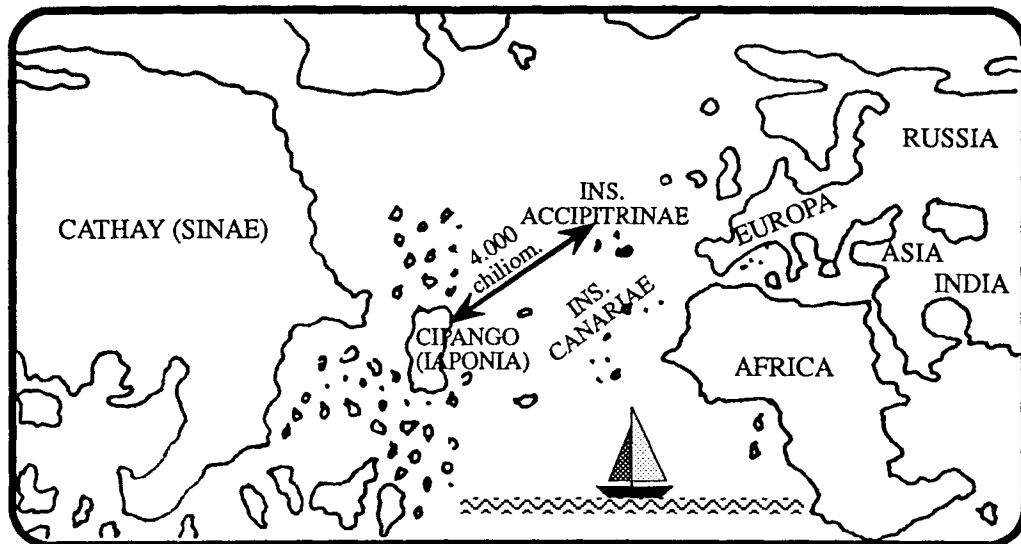 RUSSIA
INS.
ACCIPITRINAE
EUROPA
CATHAY (SINAE)
4.000
chiliom.
ASIA
INDIA
INS.
CANARIAE
CIPANGO
(IAPONIA)
AFRICA